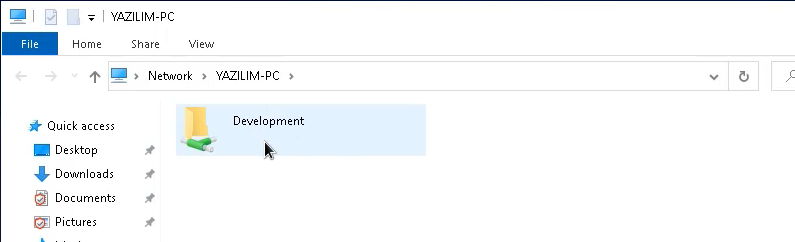 YAZILIM-PC
File Home Share View
Network YAZILIM-PC
Development
Quick access
Desktop
Downloads
Documents
Pictures